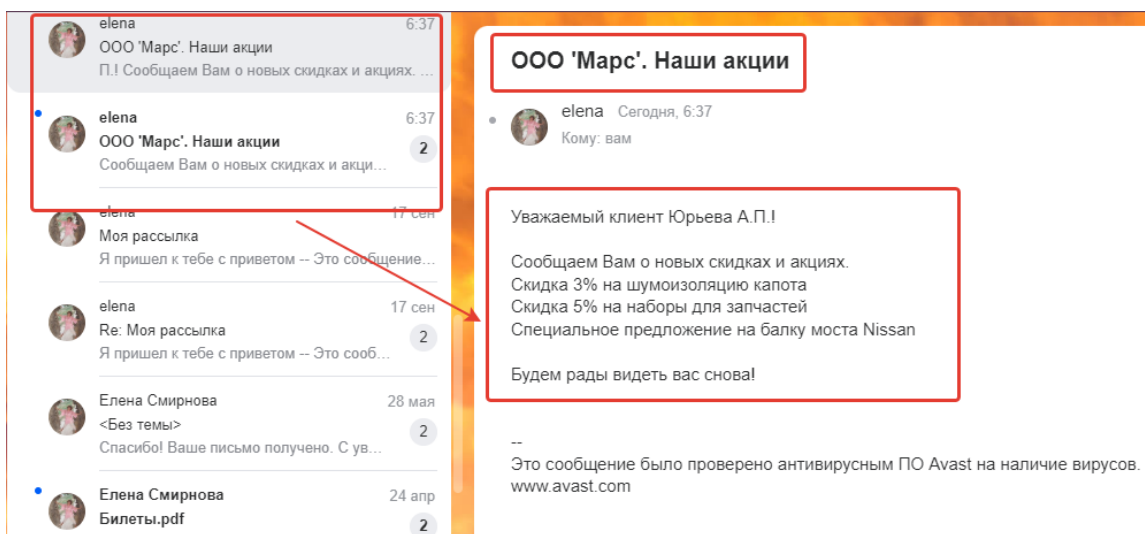 elena 6:37
ООО 'Марс'. Наши акции
П.! Сообщаем Вам о новых скидках и акциях. ...
elena 6:37
ООО 'Марс'. Наши акции 2
Сообщаем Вам о новых скидках и акци...
elena 17 сен
Моя рассылка
Я пришел к тебе с приветом -- Это сообщение...
elena 17 сен
Re: Моя рассылка 2
Я пришел к тебе с приветом -- Это сооб...
Елена Смирнова 28 мая
<Без темы> 2
Спасибо! Ваше письмо получено. С ув...
Елена Смирнова 24 апр
Билеты.pdf 2
ООО 'Марс'. Наши акции
elena Сегодня, 6:37
Кому: вам
Уважаемый клиент Юрьева А.П.!
Сообщаем Вам о новых скидках и акциях.
Скидка 3% на шумоизоляцию капота
Скидка 5% на наборы для запчастей
Специальное предложение на балку моста Nissan
Будем рады видеть вас снова!
--
Это сообщение было проверено антивирусным ПО Avast на наличие вирусов.
www.avast.com